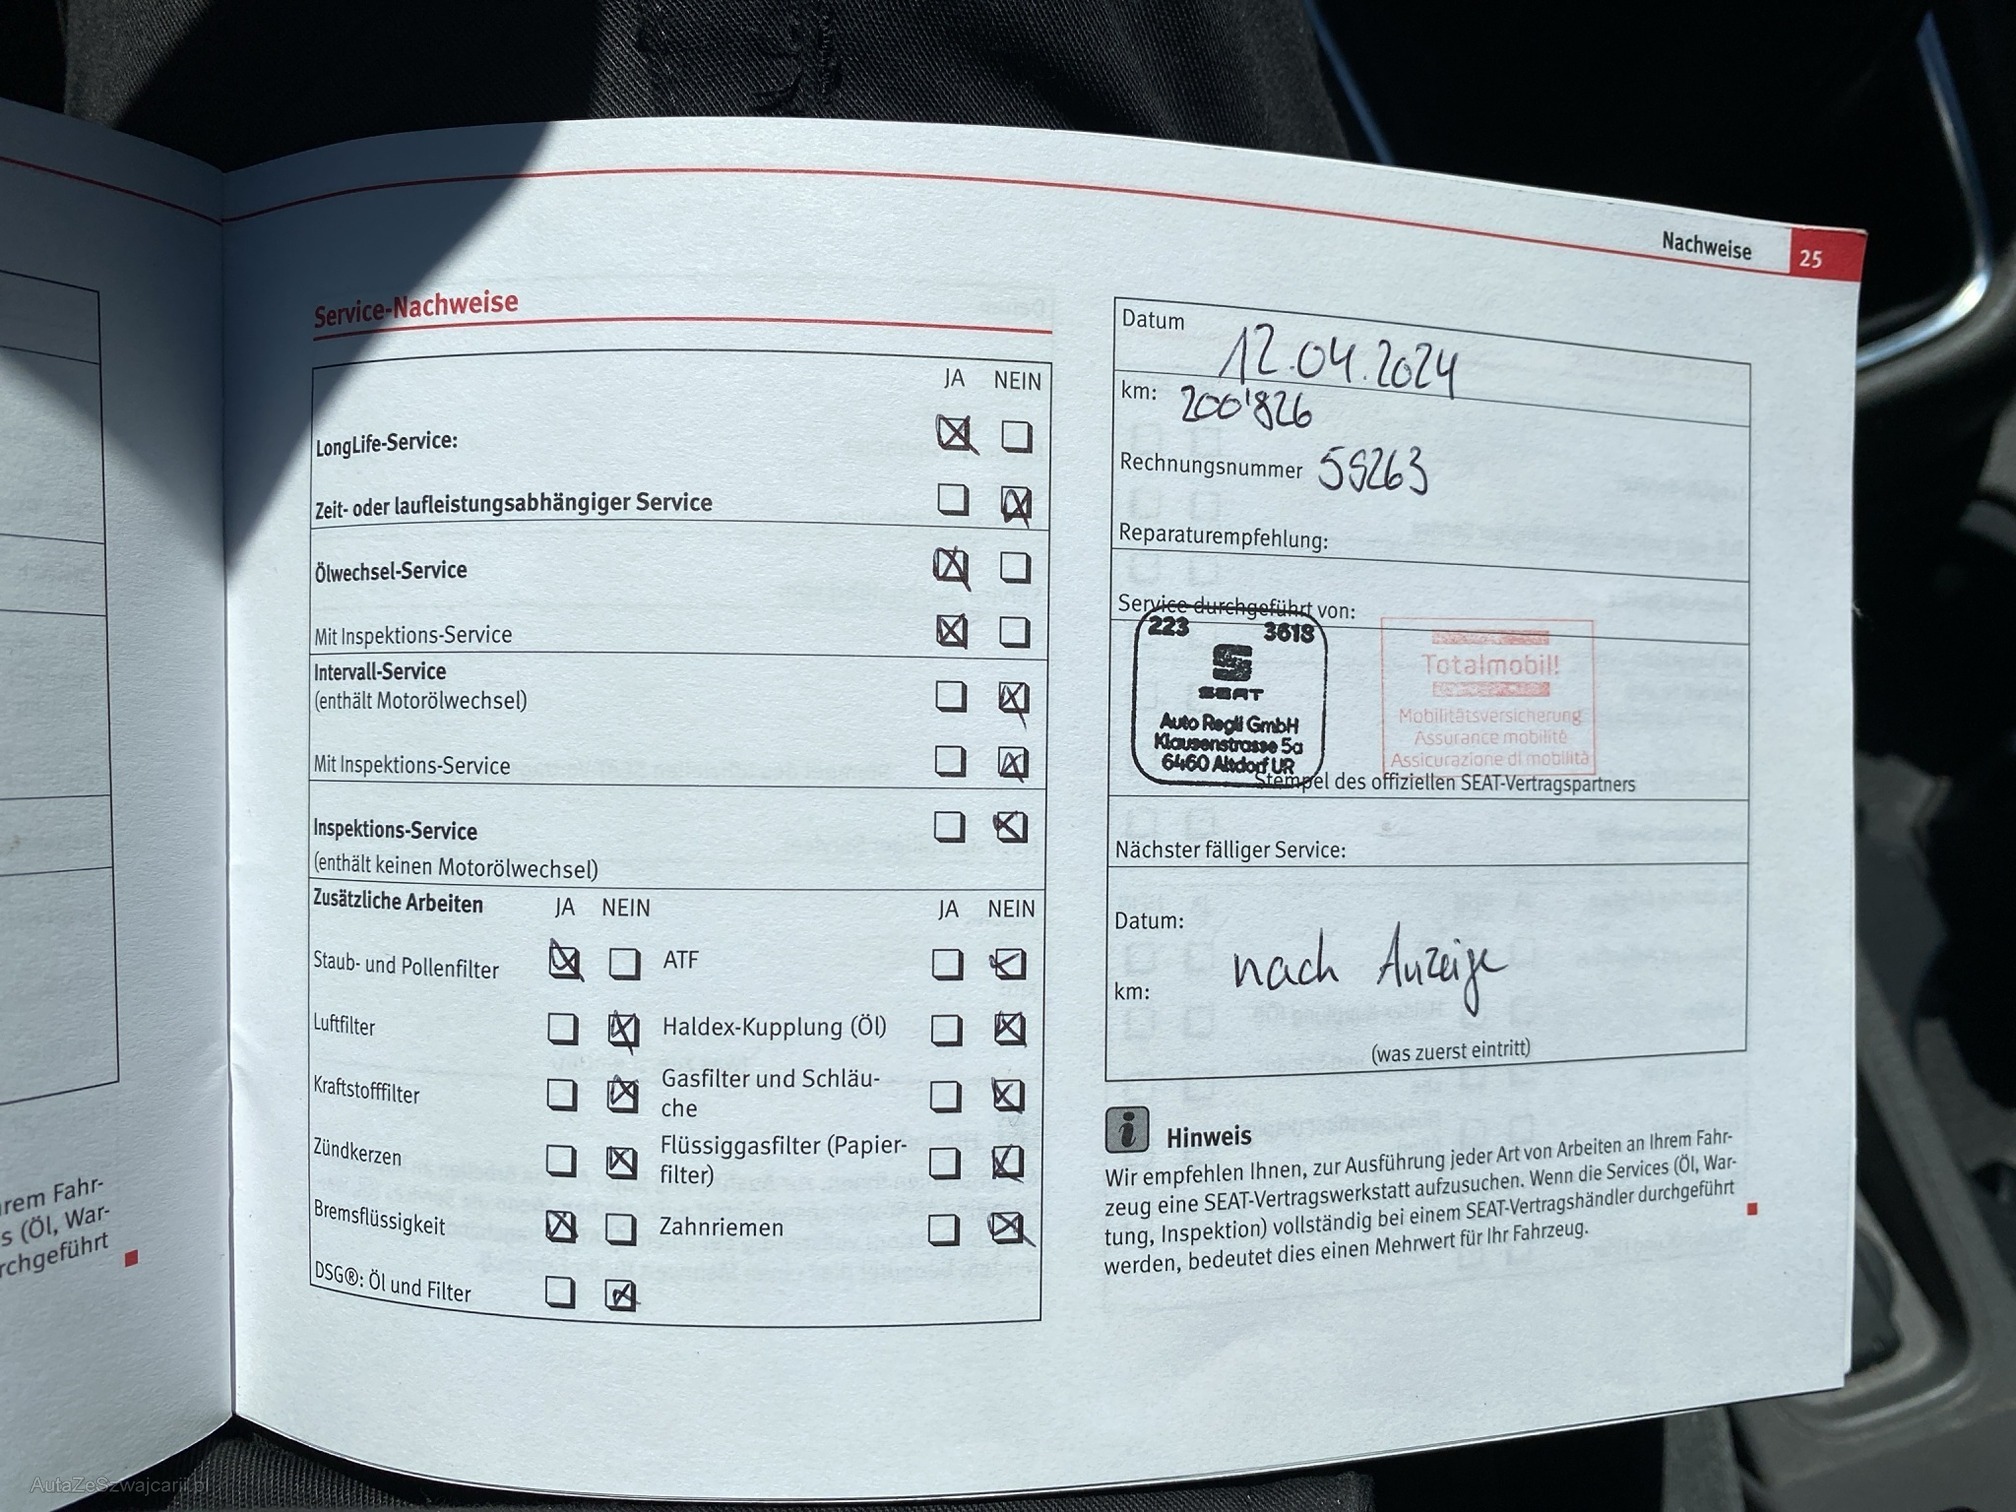 Nachweise 25
Service-Nachweise
JA NEIN
LongLife-Service:
Zeit- oder laufleistungsabhängiger Service
Ölwechsel-Service
Mit Inspektions-Service
Intervall-Service
(enthält Motorölwechsel)
Mit Inspektions-Service
Inspektions-Service
(enthält keinen Motorölwechsel)
Zusätzliche Arbeiten JA NEIN JA NEIN
Staub- und Pollenfilter ATF
Luftfilter Haldex-Kupplung (Öl)
Kraftstofffilter Gasfilter und Schläu-
che
Zündkerzen Flüssiggasfilter (Papier-
filter)
Bremsflüssigkeit Zahnriemen
DSG®: Öl und Filter
Datum 12.04.2024
km: 200'826
Rechnungsnummer 59263
Reparaturempfehlung:
Service durchgeführt von:
223 3618
SEAT
Auto Regli GmbH
Klausenstrasse 5a
6460 Altdorf UR
Totalmobil!
Mobilitätsversicherung
Assurance mobilité
Assicurazione di mobilità
Stempel des offiziellen SEAT-Vertragspartners
Nächster fälliger Service:
Datum:
nach Anzeige
km:
(was zuerst eintritt)
Hinweis
Wir empfehlen Ihnen, zur Ausführung jeder Art von Arbeiten an Ihrem Fahr-
zeug eine SEAT-Vertragswerkstatt aufzusuchen. Wenn die Services (Öl, War-
tung, Inspektion) vollständig bei einem SEAT-Vertragshändler durchgeführt
werden, bedeutet dies einen Mehrwert für Ihr Fahrzeug.
hrem Fahr-
s (Öl, War-
rchgeführt
AutaZeSzwajcarii.pl